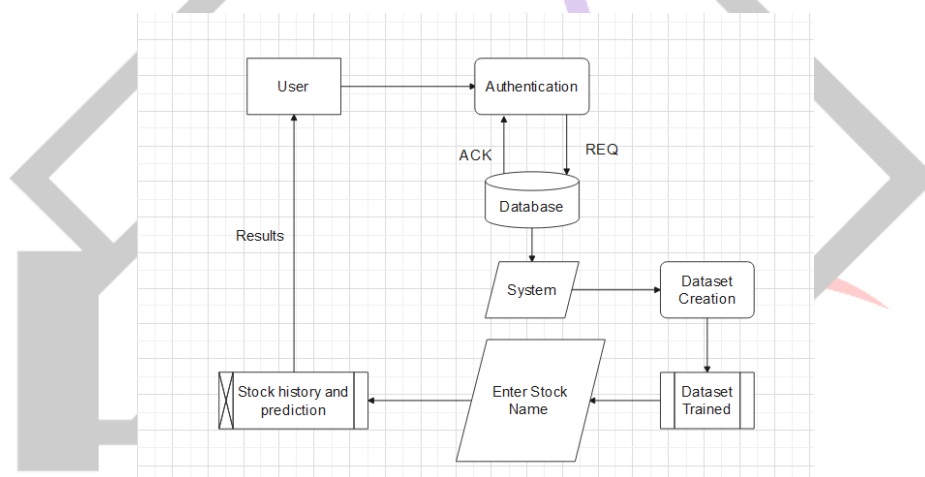 User
Authentication
ACK
REQ
Database
Results
System
Dataset
Creation
Stock history and
prediction
Enter Stock
Name
Dataset
Trained